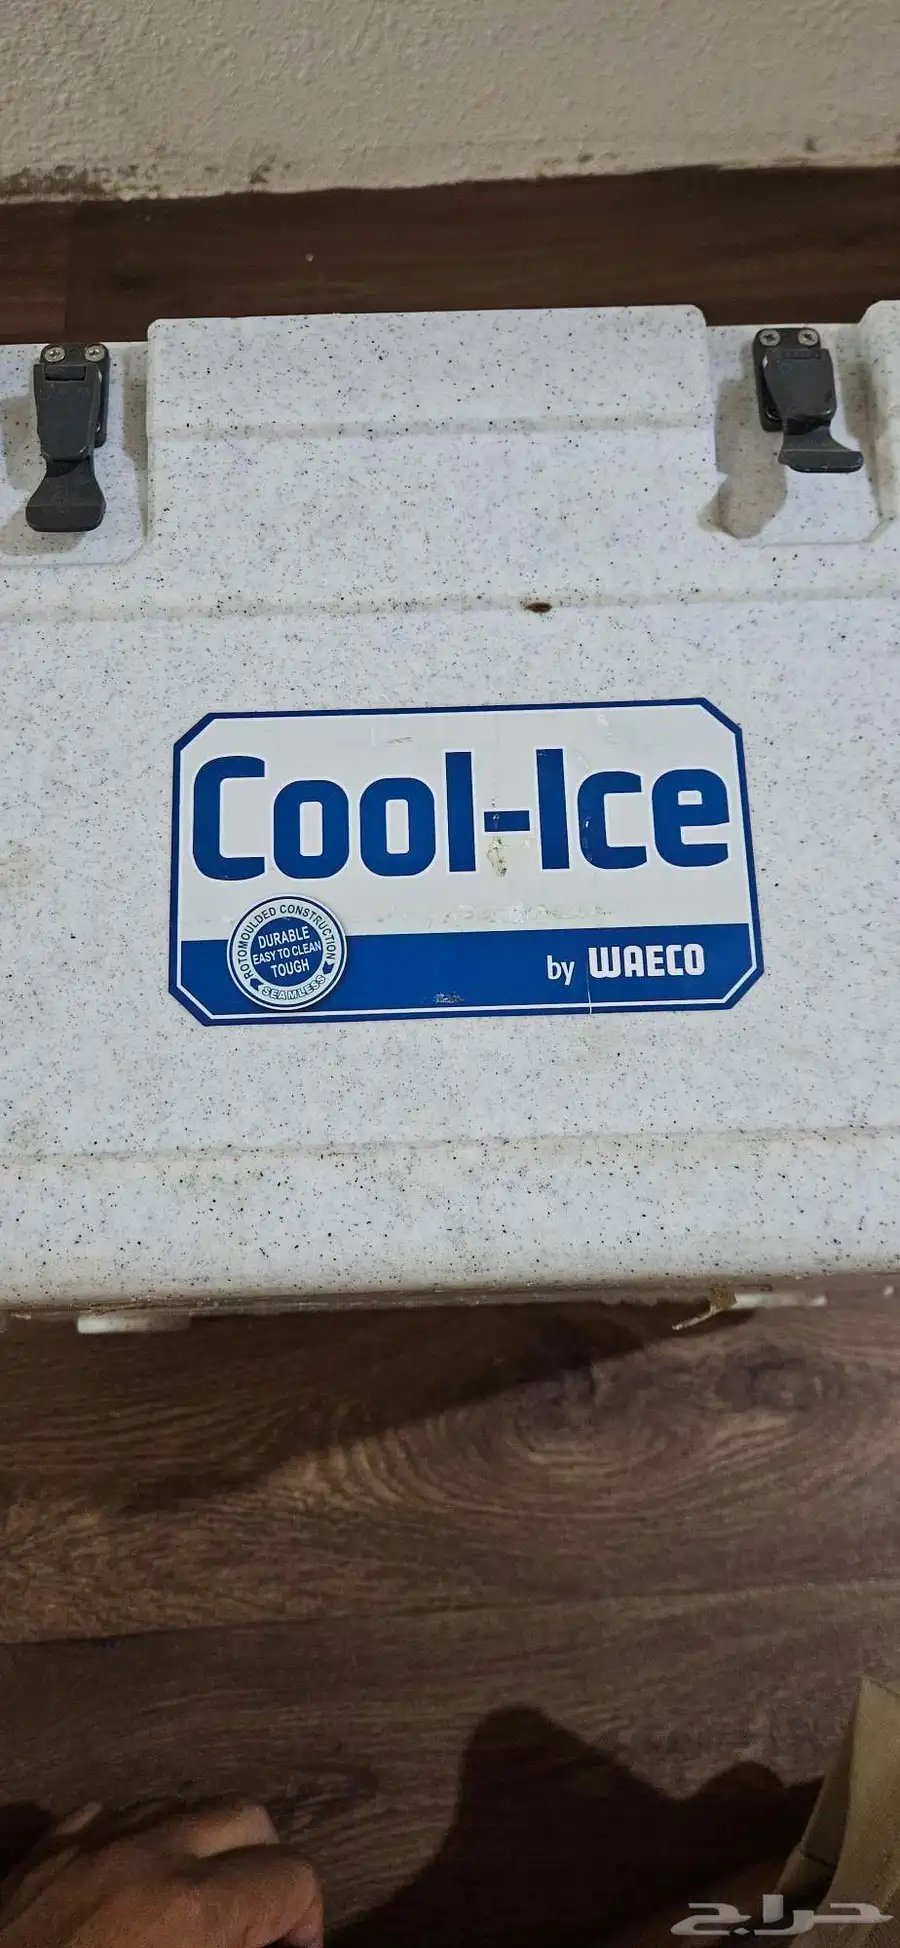 Cool-Ice
ROTOMOULDED CONSTRUCTION
DURABLE
EASY TO CLEAN
TOUGH
SEAMLESS
by WAECO
حراج